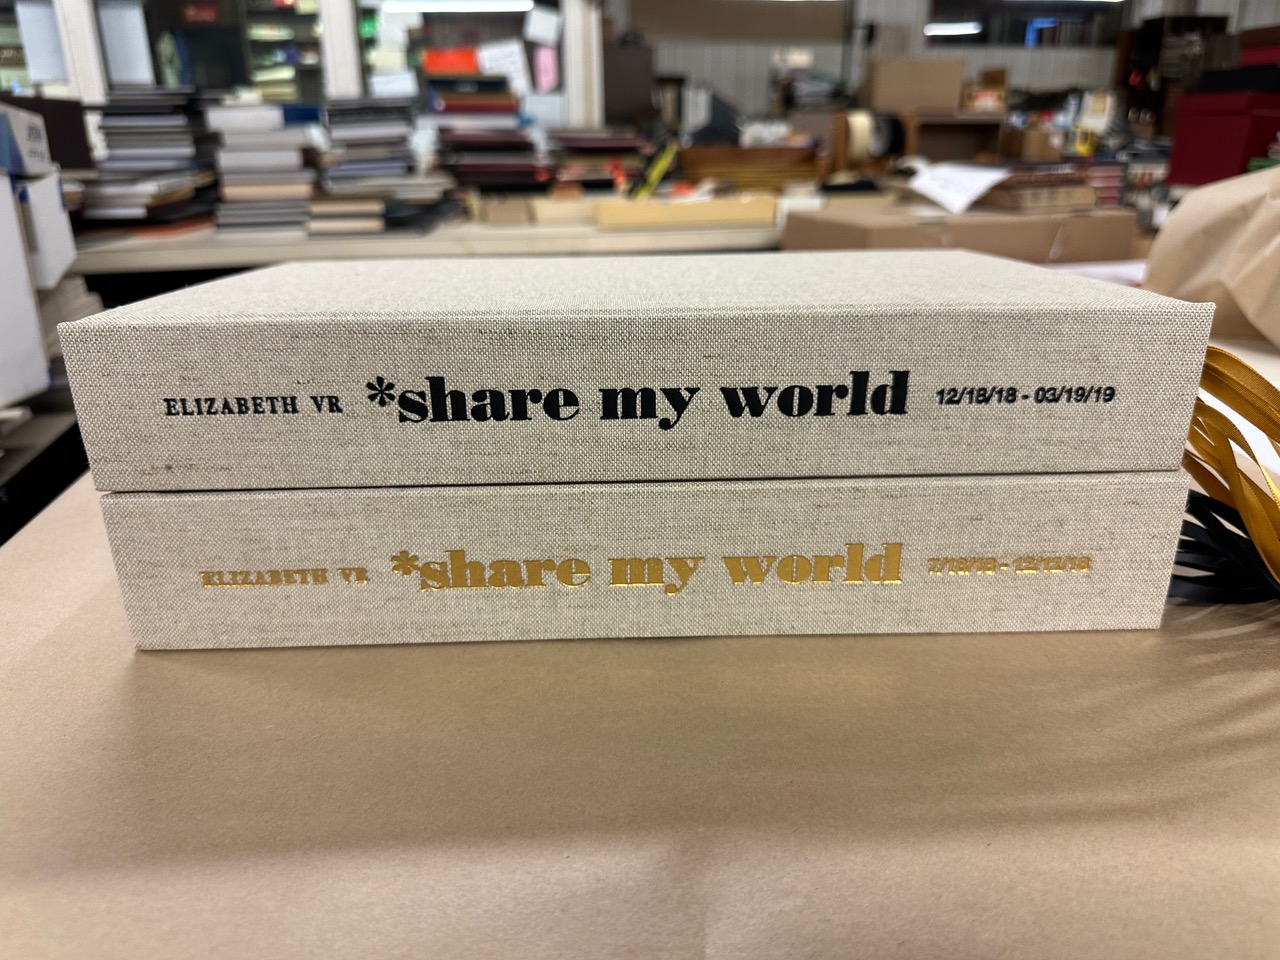 ELIZABETH VR *share my world 12/18/18 - 03/19/19
ELIZABETH VR *share my world